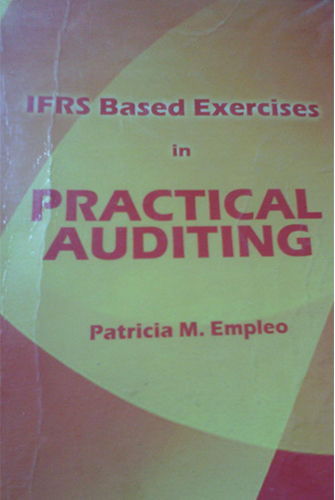 IFRS Based Exercises
in
PRACTICAL
AUDITING
Patricia M. Empleo